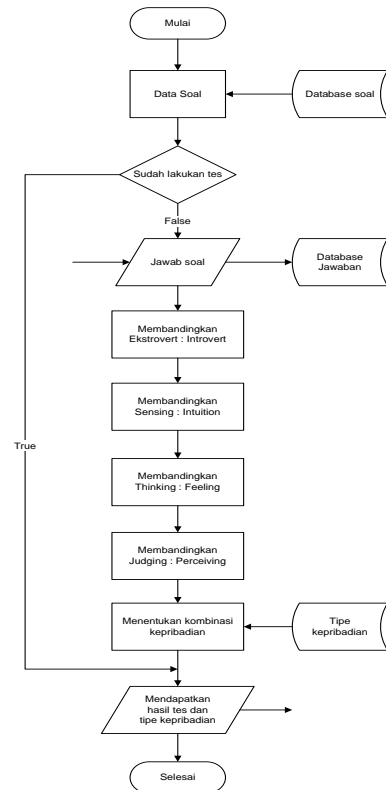 Mulai
Data Soal
Database soal
Sudah lakukan tes
False
Jawab soal
Database
Jawaban
Membandingkan
Ekstrovert : Introvert
Membandingkan
Sensing : Intuition
True
Membandingkan
Thinking : Feeling
Membandingkan
Judging : Perceiving
Menentukan kombinasi
kepribadian
Tipe
kepribadian
Mendapatkan
hasil tes dan
tipe kepribadian
Selesai